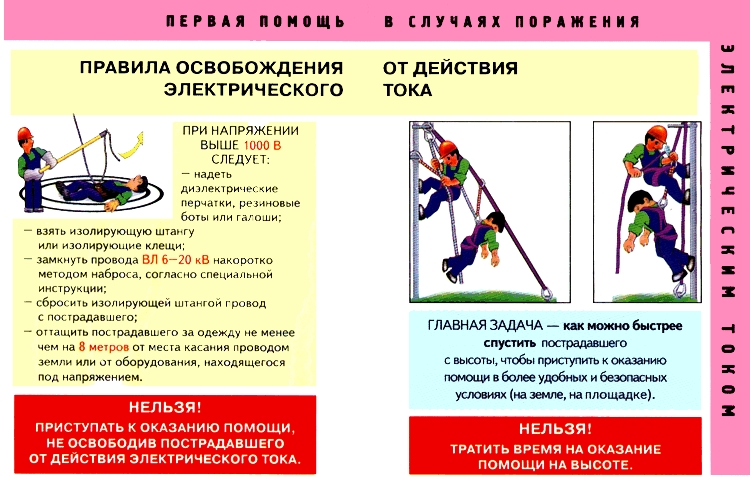 ПЕРВАЯ ПОМОЩЬ В СЛУЧАЯХ ПОРАЖЕНИЯ
ЭЛЕКТРИЧЕСКИМ ТОКОМ
ПРАВИЛА ОСВОБОЖДЕНИЯ ОТ ДЕЙСТВИЯ
ЭЛЕКТРИЧЕСКОГО ТОКА
ПРИ НАПРЯЖЕНИИ
ВЫШЕ 1000 В
СЛЕДУЕТ:
– надеть
диэлектрические
перчатки, резиновые
боты или галоши;
– взять изолирующую штангу
или изолирующие клещи;
– замкнуть провода ВЛ 6–20 кВ накоротко
методом наброса, согласно специальной
инструкции;
– сбросить изолирующей штангой провод
с пострадавшего;
– оттащить пострадавшего за одежду не менее
чем на 8 метров от места касания проводом
земли или от оборудования, находящегося
под напряжением.
НЕЛЬЗЯ!
ПРИСТУПАТЬ К ОКАЗАНИЮ ПОМОЩИ,
НЕ ОСВОБОДИВ ПОСТРАДАВШЕГО
ОТ ДЕЙСТВИЯ ЭЛЕКТРИЧЕСКОГО ТОКА.
ГЛАВНАЯ ЗАДАЧА — как можно быстрее
спустить пострадавшего
с высоты, чтобы приступить к оказанию
помощи в более удобных и безопасных
условиях (на земле, на площадке).
НЕЛЬЗЯ!
ТРАТИТЬ ВРЕМЯ НА ОКАЗАНИЕ
ПОМОЩИ НА ВЫСОТЕ.